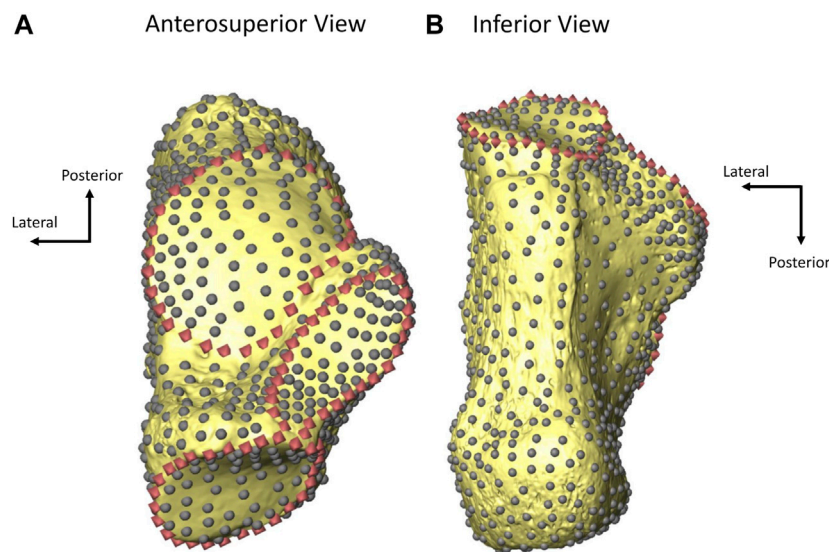 A
Anterosuperior View
B
Inferior View
Posterior
Lateral
Lateral
Posterior